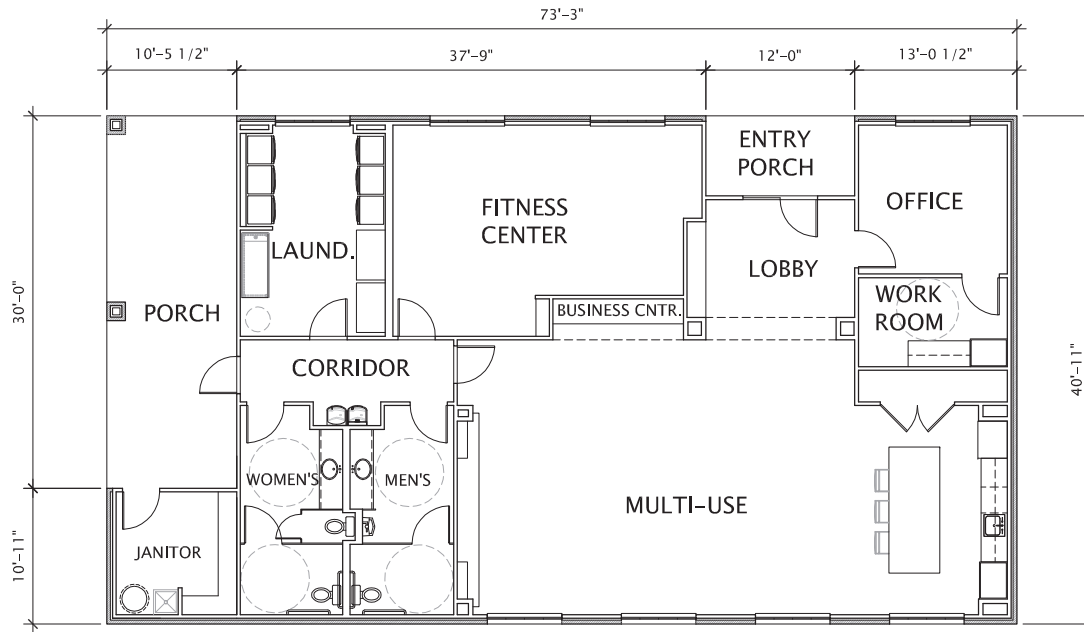 73'-3"
10'-5 1/2"
37'-9"
12'-0"
13'-0 1/2"
ENTRY
PORCH
FITNESS
CENTER
OFFICE
LAUND.
LOBBY
30'-0"
PORCH
BUSINESS CNTR.
WORK
ROOM
CORRIDOR
40'-11"
WOMEN'S
MEN'S
MULTI-USE
10'-11"
JANITOR